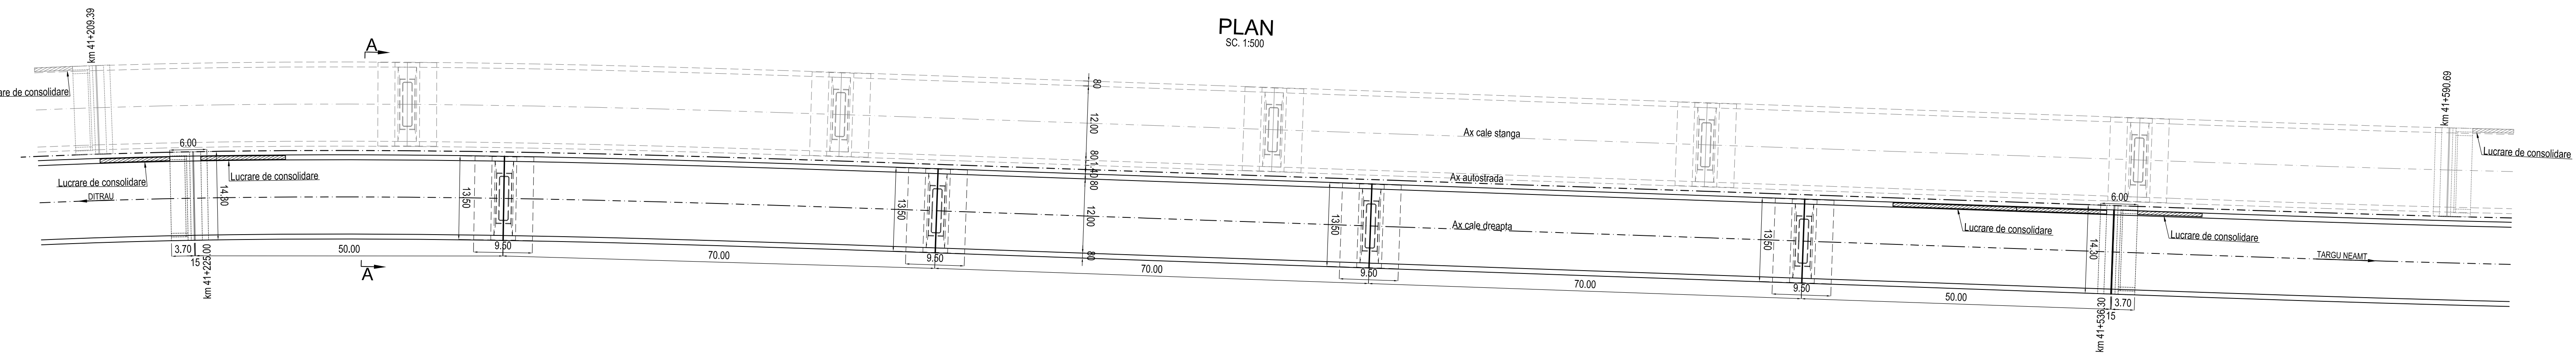 PLAN
SC. 1:500
km 41+209.39
A
km 41+590.69
are de consolidare
80
12.00
80
1.40
80
12.00
80
Ax cale stanga
Ax autostrada
Ax cale dreapta
Lucrare de consolidare
6.00
Lucrare de consolidare
Lucrare de consolidare
DITRAU
14.30
13.50
13.50
13.50
13.50
6.00
Lucrare de consolidare
Lucrare de consolidare
14.30
TARGU NEAMT
3.70
15
km 41+225.00
50.00
A
9.50
70.00
9.50
70.00
9.50
70.00
9.50
50.00
km 41+536.30
15
3.70